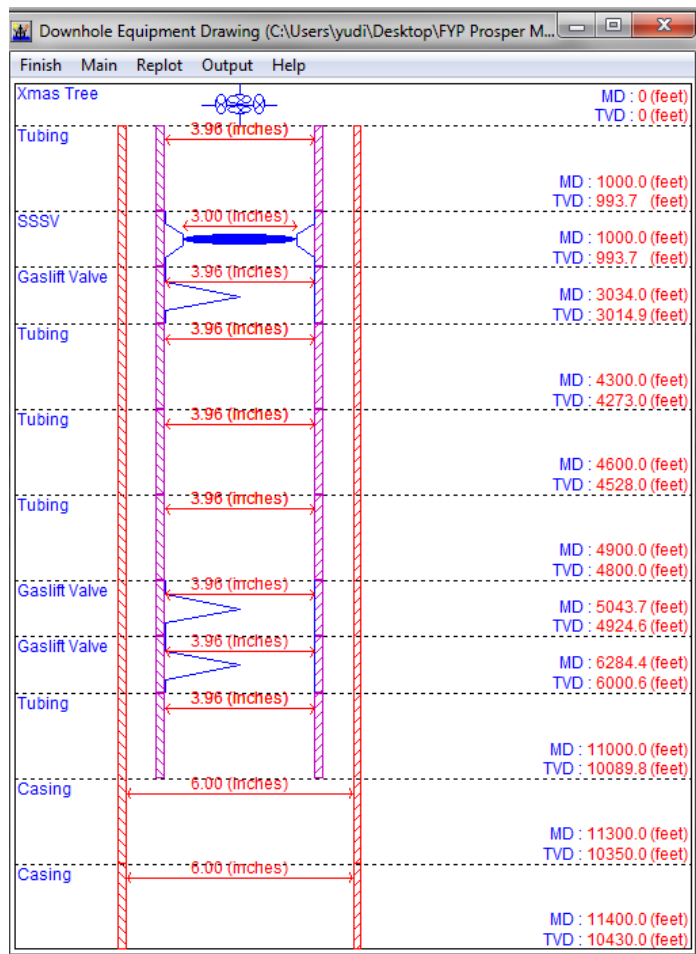 Downhole Equipment Drawing (C:\Users\yudi\Desktop\FYP Prosper M...
Finish Main Replot Output Help
Xmas Tree
MD : 0 (feet)
TVD : 0 (feet)
Tubing
3.96 (inches)
MD : 1000.0 (feet)
TVD : 993.7 (feet)
SSSV
3.00 (inches)
MD : 1000.0 (feet)
TVD : 993.7 (feet)
Gaslift Valve
3.96 (inches)
MD : 3034.0 (feet)
TVD : 3014.9 (feet)
Tubing
3.96 (inches)
MD : 4300.0 (feet)
TVD : 4273.0 (feet)
Tubing
3.96 (inches)
MD : 4600.0 (feet)
TVD : 4528.0 (feet)
Tubing
3.96 (inches)
MD : 4900.0 (feet)
TVD : 4800.0 (feet)
Gaslift Valve
3.96 (inches)
MD : 5043.7 (feet)
TVD : 4924.6 (feet)
Gaslift Valve
3.96 (inches)
MD : 6284.4 (feet)
TVD : 6000.6 (feet)
Tubing
3.96 (inches)
MD : 11000.0 (feet)
TVD : 10089.8 (feet)
Casing
6.00 (inches)
MD : 11300.0 (feet)
TVD : 10350.0 (feet)
Casing
6.00 (inches)
MD : 11400.0 (feet)
TVD : 10430.0 (feet)